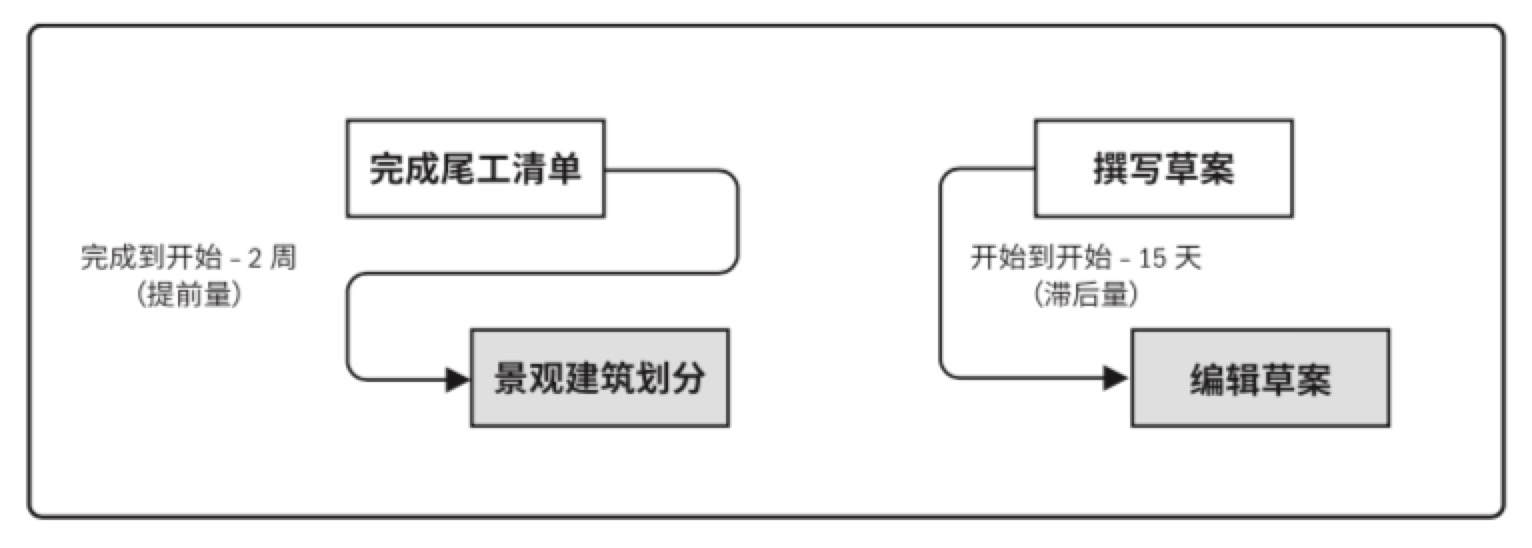 完成尾工清单
完成到开始 – 2 周
（提前量）
景观建筑划分
撰写草案
开始到开始 – 15 天
（滞后量）
编辑草案